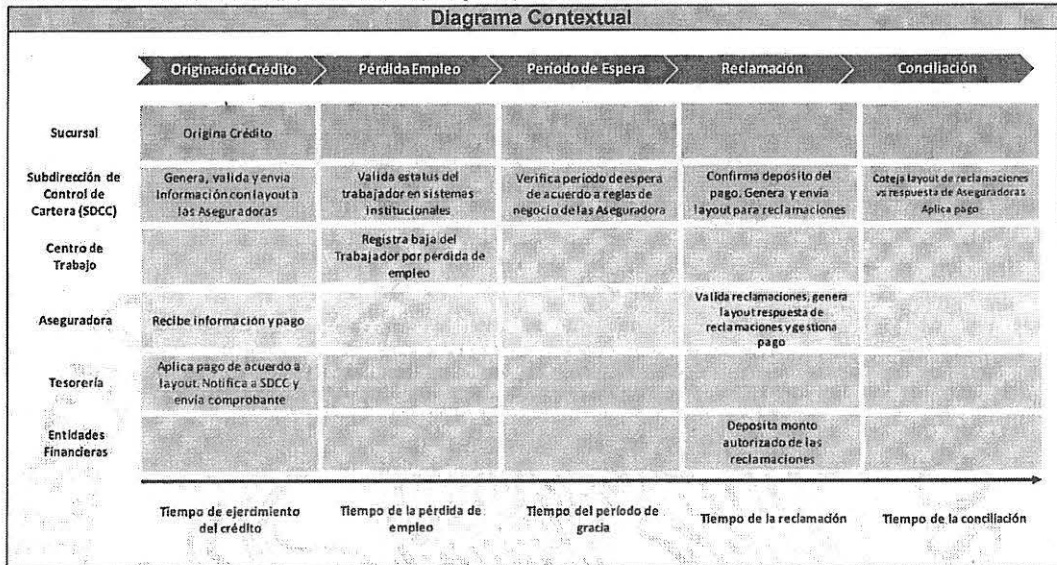 Diagrama Contextual
Originación Crédito
Pérdida Empleo
Período de Espera
Reclamación
Conciliación
Sucursal
Origina Crédito
Subdirección de
Control de
Cartera (SDCC)
Genera, valida y envia
Información con layout a
las Aseguradoras
Valida estatus del
trabajador en sistemas
institucionales
Verifica período de espera
de acuerdo a reglas de
negocio de las Aseguradora
Confirma deposito del
pago. Genera y envia
layout para reclamaciones
Coteja layout de reclamaciones
vs respuesta de Aseguradoras
Aplica pago
Centro de
Trabajo
Registra baja del
Trabajador por pérdida de
empleo
Aseguradora
Recibe información y pago
Valida reclamaciones, genera
layout respuesta de
reclamaciones y gestiona
pago
Tesorería
Aplica pago de acuerdo a
layout. Notifica a SDCC y
envía comprobante
Entidades
Financieras
Deposita monto
autorizado de las
reclamaciones
Tiempo de ejercimiento
del crédito
Tiempo de la pérdida de
empleo
Tiempo del período de
gracia
Tiempo de la reclamación
Tiempo de la conciliación